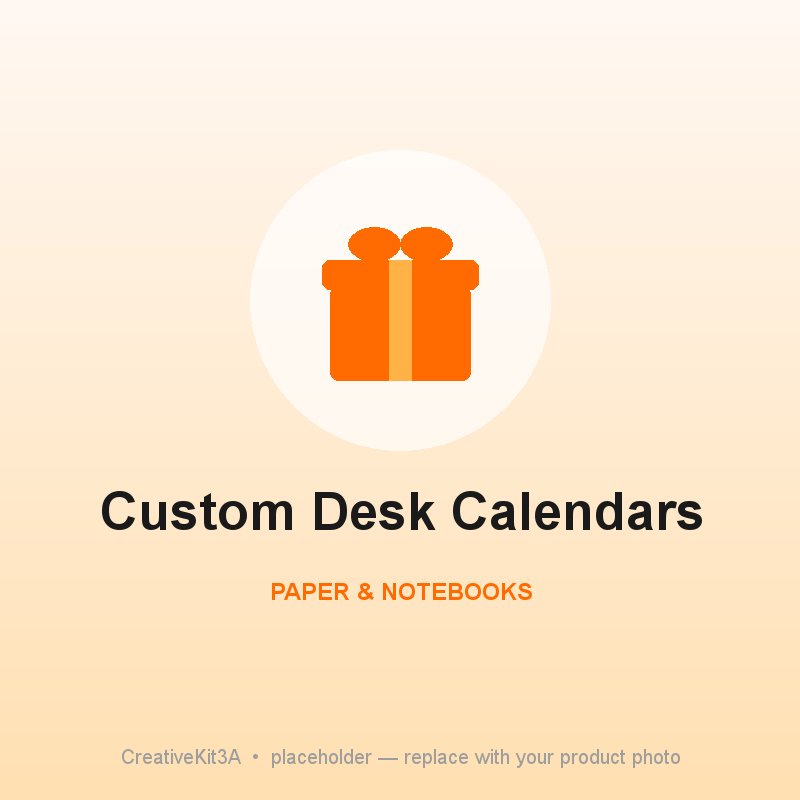 Custom Desk Calendars
PAPER & NOTEBOOKS
CreativeKit3A • placeholder — replace with your product photo